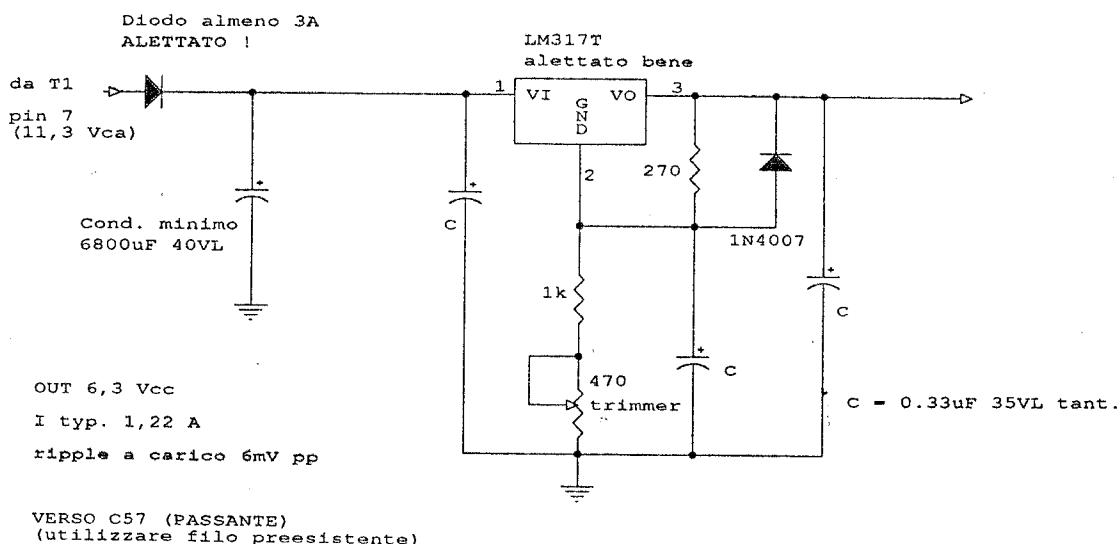 Diodo almeno 3A
ALETTATO !
LM317T
alettato bene
da T1
pin 7
(11,3 Vca)
1
VI
GND
VO
3
2
270
1N4007
+
C
+
Cond. minimo
6800uF 40VL
1k
+
C
+
C
470
trimmer
C = 0.33uF 35VL tant.
OUT 6,3 Vcc
I typ. 1,22 A
ripple a carico 6mV pp
VERSO C57 (PASSANTE)
(utilizzare filo preesistente)